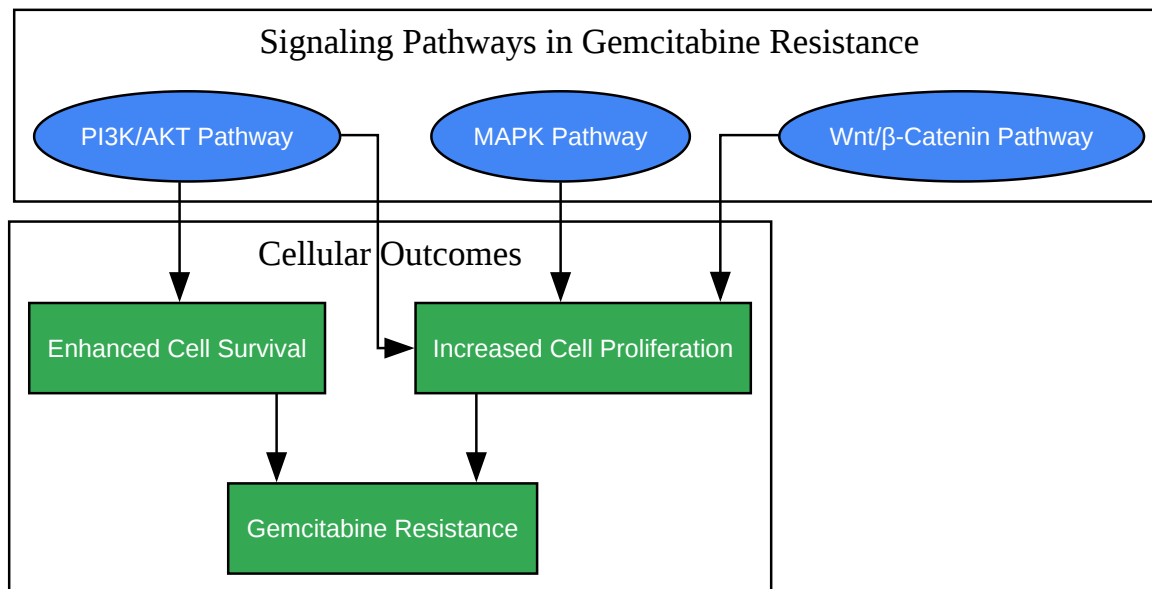 Signaling Pathways in Gemcitabine Resistance
PI3K/AKT Pathway
MAPK Pathway
Wnt/β-Catenin Pathway
Cellular Outcomes
Enhanced Cell Survival
Increased Cell Proliferation
Gemcitabine Resistance